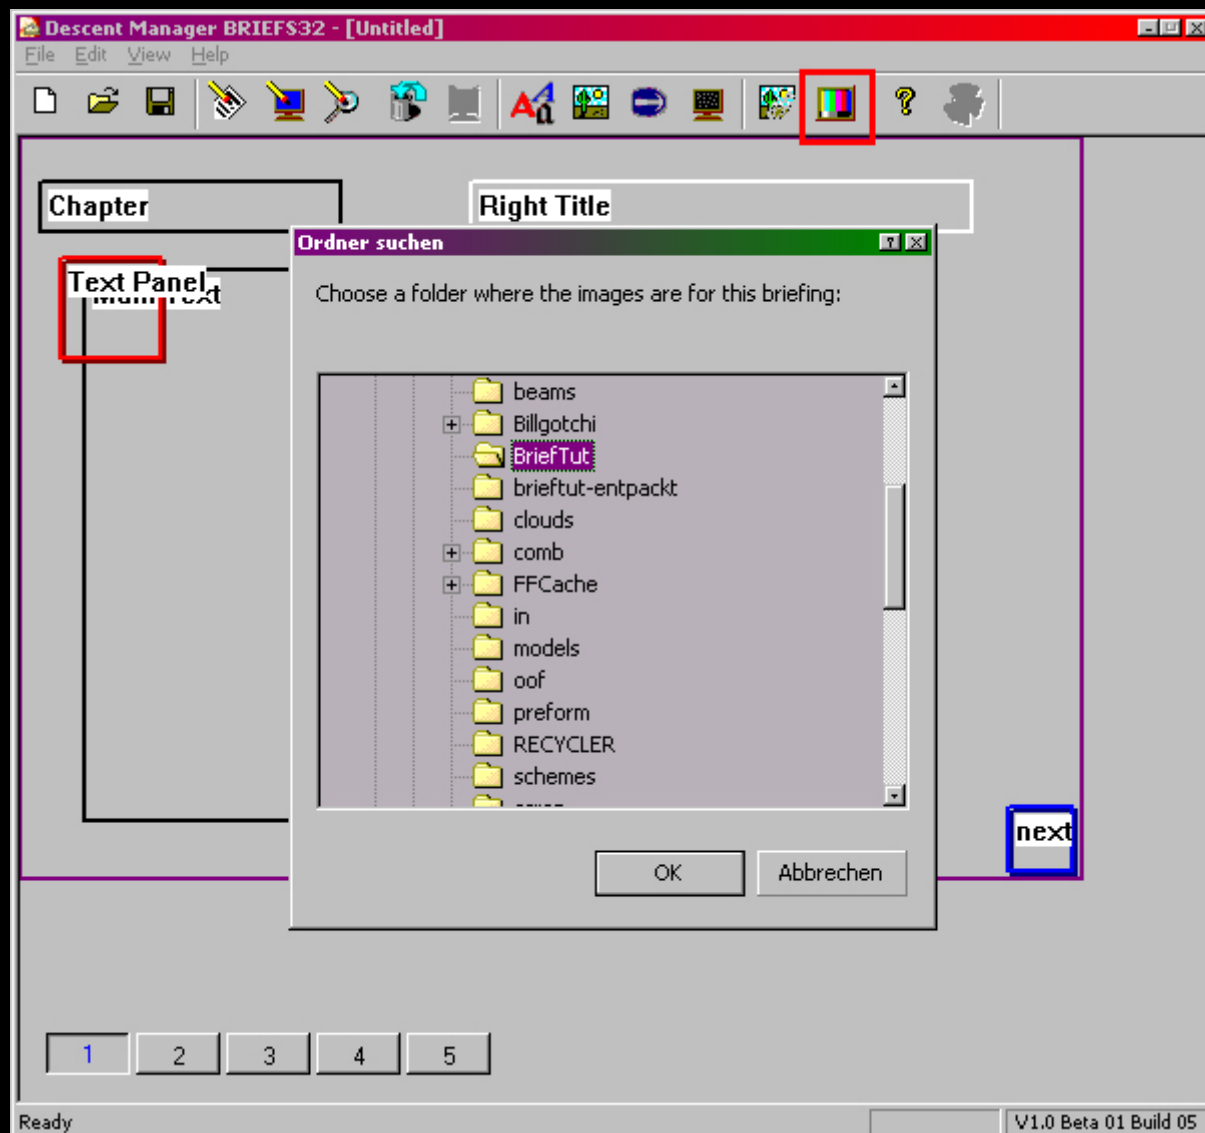 Descent Manager BRIEFS32 - [Untitled]
File Edit View Help
Chapter
Right Title
Text Panel
Ordner suchen
Choose a folder where the images are for this briefing:
beams
Billgotchi
BriefTut
brieftut-entpackt
clouds
comb
FFCache
in
models
oof
preform
RECYCLER
schemes
OK Abbrechen
next
1 2 3 4 5
Ready V1.0 Beta 01 Build 05